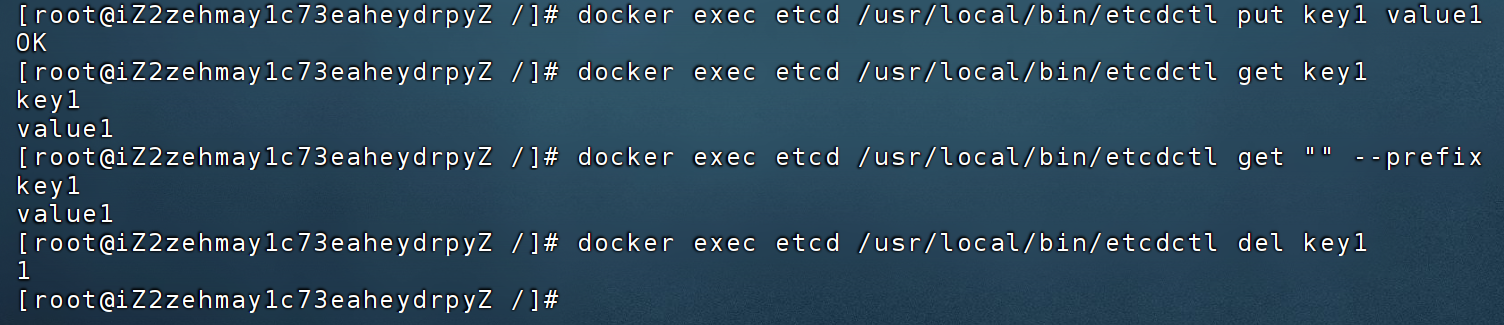 [root@iZ2zehmay1c73eaheydrpyZ /]# docker exec etcd /usr/local/bin/etcdctl put key1 value1
OK
[root@iZ2zehmay1c73eaheydrpyZ /]# docker exec etcd /usr/local/bin/etcdctl get key1
key1
value1
[root@iZ2zehmay1c73eaheydrpyZ /]# docker exec etcd /usr/local/bin/etcdctl get "" --prefix
key1
value1
[root@iZ2zehmay1c73eaheydrpyZ /]# docker exec etcd /usr/local/bin/etcdctl del key1
1
[root@iZ2zehmay1c73eaheydrpyZ /]#